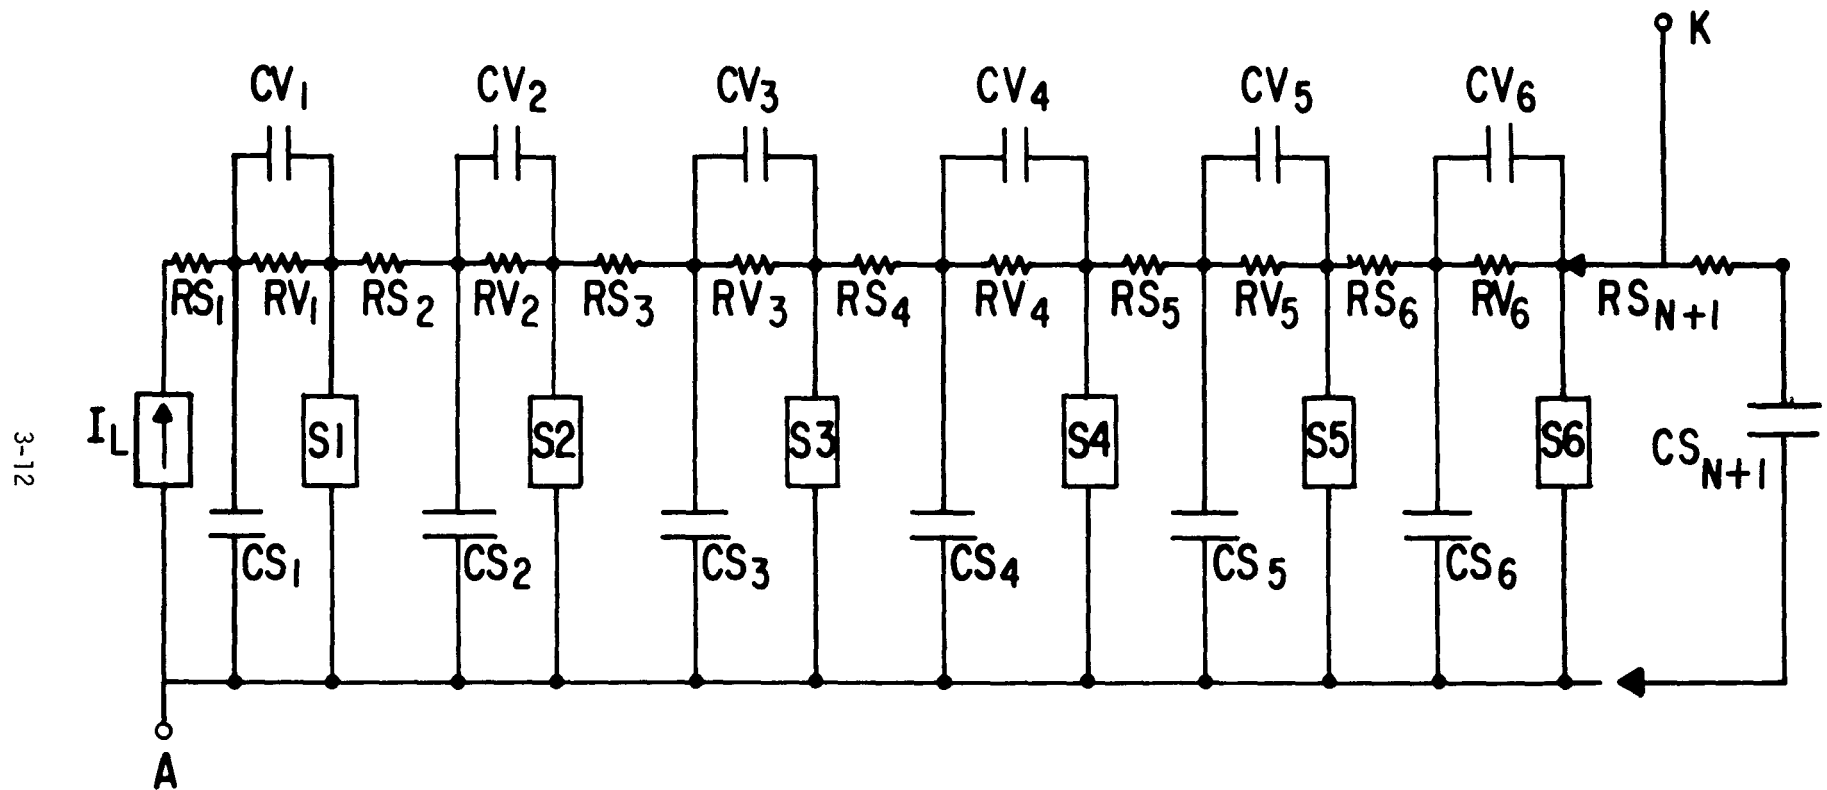 K
CV1 CV2 CV3 CV4 CV5 CV6
RS1 RV1 RS2 RV2 RS3 RV3 RS4 RV4 RS5 RV5 RS6 RV6 RSN+1
IL S1 S2 S3 S4 S5 S6 CSN+1
CS1 CS2 CS3 CS4 CS5 CS6
A
3-12